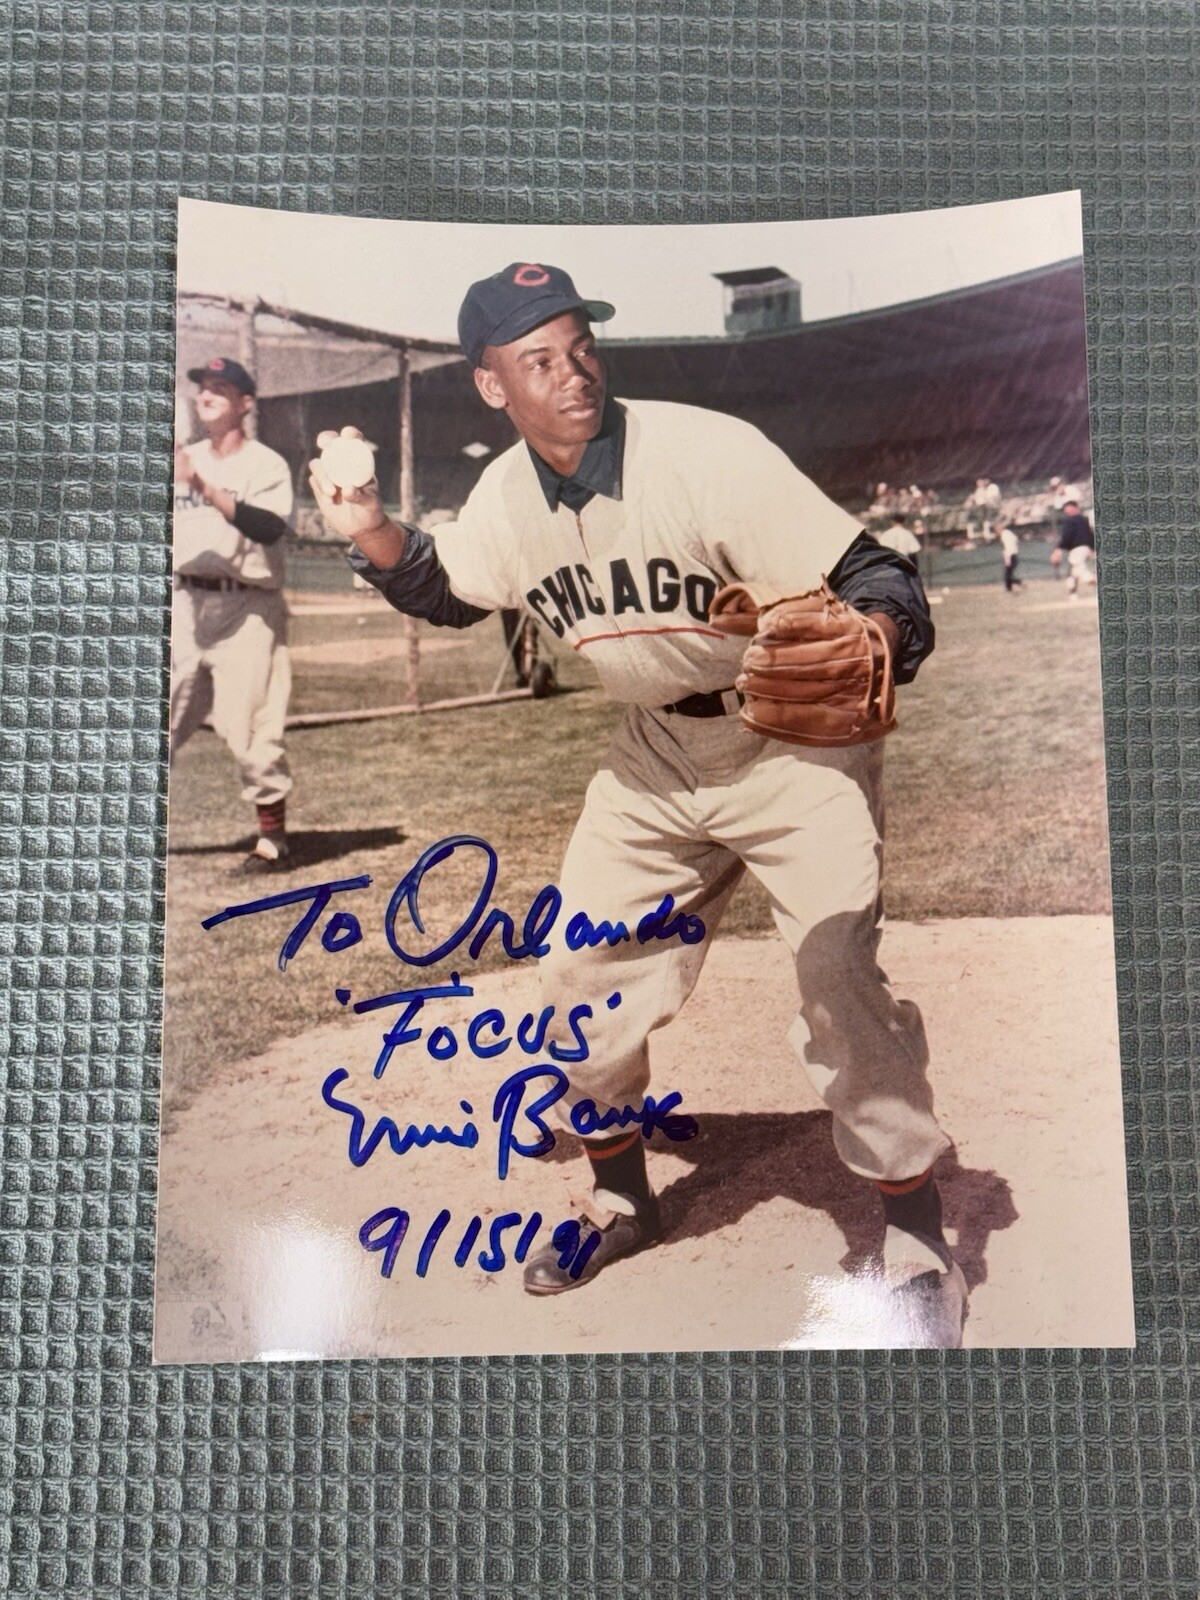 C
CHICAGO
To Orlando
'Focus'
Ernie Banks
9/15/91